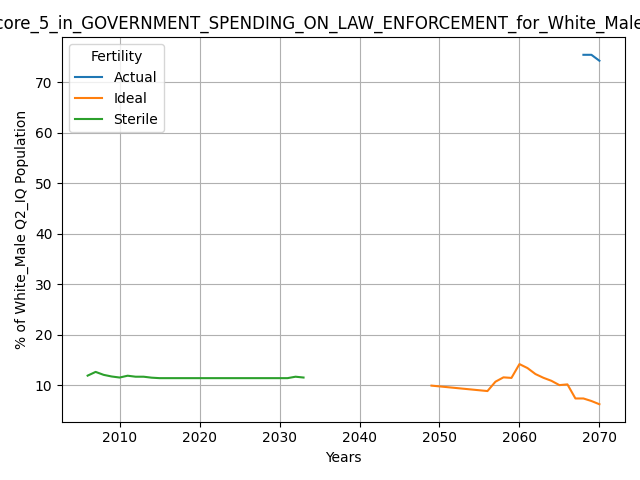 core_5_in_GOVERNMENT_SPENDING_ON_LAW_ENFORCEMENT_for_White_Male
Fertility
Actual
Ideal
Sterile
% of White_Male Q2_IQ Population
70
60
50
40
30
20
10
2010 2020 2030 2040 2050 2060 2070
Years